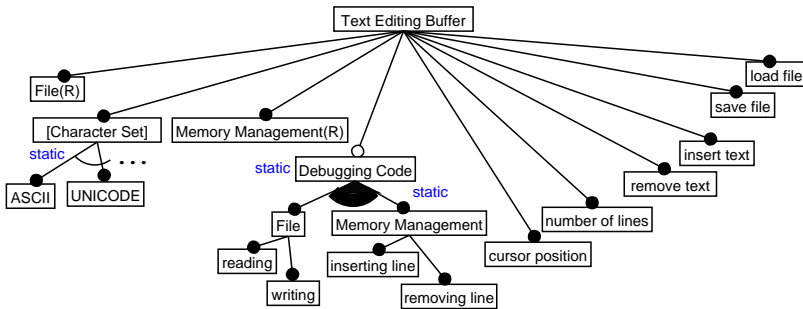 Text Editing Buffer
File(R)
load file
save file
[Character Set]
Memory Management(R)
insert text
static
...
static
Debugging Code
remove text
ASCII
UNICODE
static
File
Memory Management
number of lines
reading
inserting line
cursor position
writing
removing line